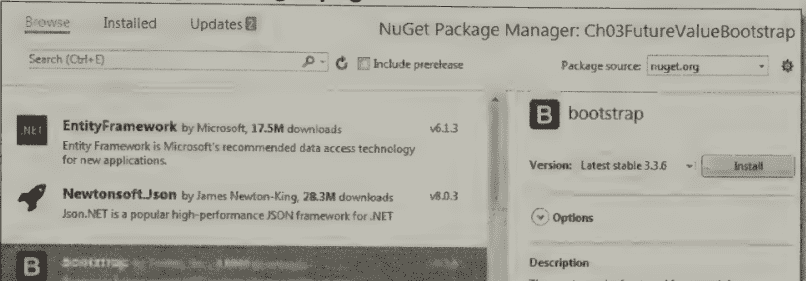 Browse Installed Updates 2
NuGet Package Manager: Ch03FutureValueBootstrap
Search (Ctrl+E)
Include prerelease
Package source: nuget.org
.NET
EntityFramework by Microsoft, 17.5M downloads v6.1.3
Entity Framework is Microsoft's recommended data access technology
for new applications.
Newtonsoft.Json by James Newton-King, 28.3M downloads v8.0.3
Json.NET is a popular high-performance JSON framework for .NET
B
bootstrap
B bootstrap
Version: Latest stable 3.3.6 Install
Options
Description